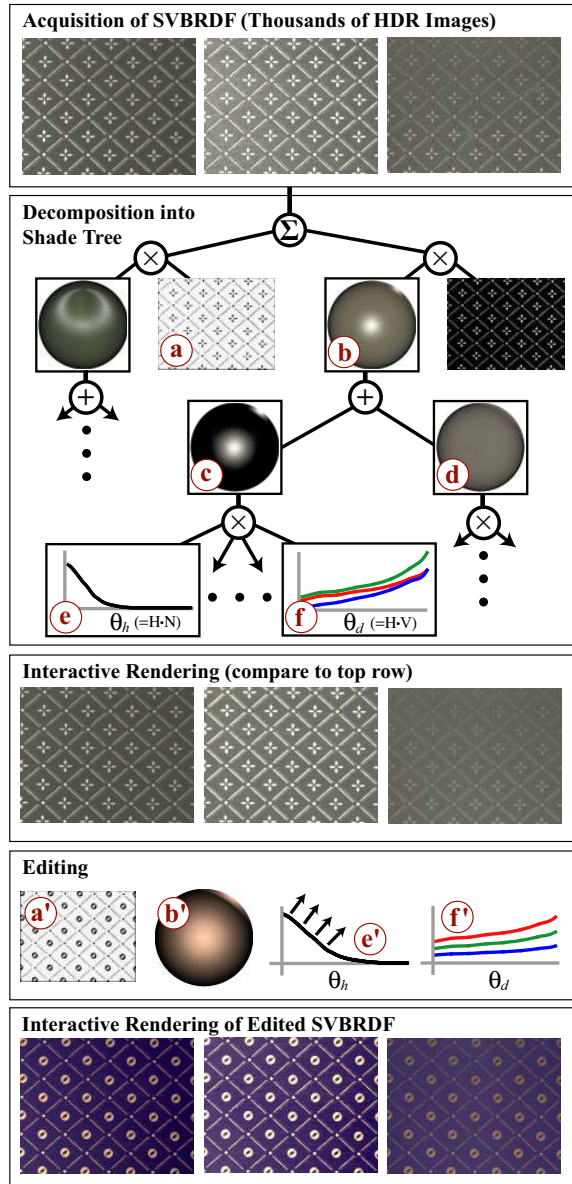 Acquisition of SVBRDF (Thousands of HDR Images)
Decomposition into
Shade Tree
Σ
×
×
a
b
+
+
c
d
×
×
e
θh (=H•N)
f
θd (=H•V)
Interactive Rendering (compare to top row)
Editing
a'
b'
e'
θh
f'
θd
Interactive Rendering of Edited SVBRDF